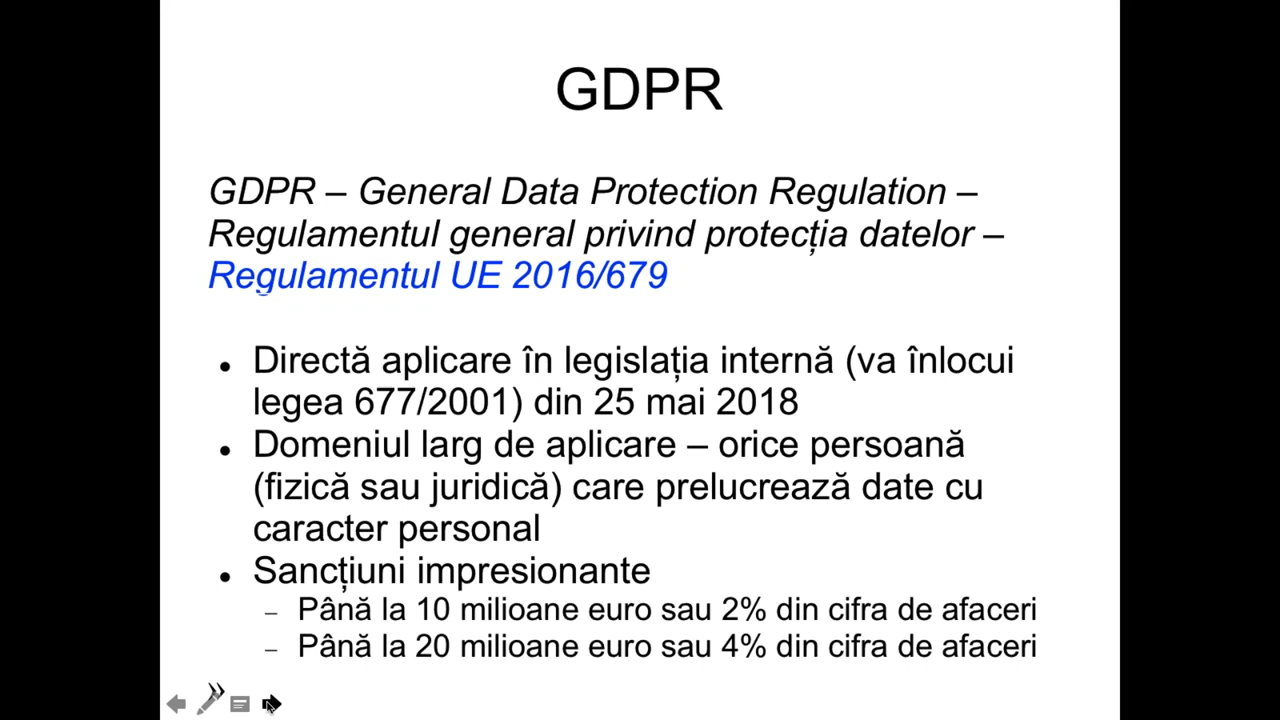 GDPR
GDPR – General Data Protection Regulation –
Regulamentul general privind protecția datelor –
Regulamentul UE 2016/679
● Directă aplicare în legislația internă (va înlocui
legea 677/2001) din 25 mai 2018
● Domeniul larg de aplicare – orice persoană
(fizică sau juridică) care prelucrează date cu
caracter personal
● Sancțiuni impresionante
– Până la 10 milioane euro sau 2% din cifra de afaceri
– Până la 20 milioane euro sau 4% din cifra de afaceri